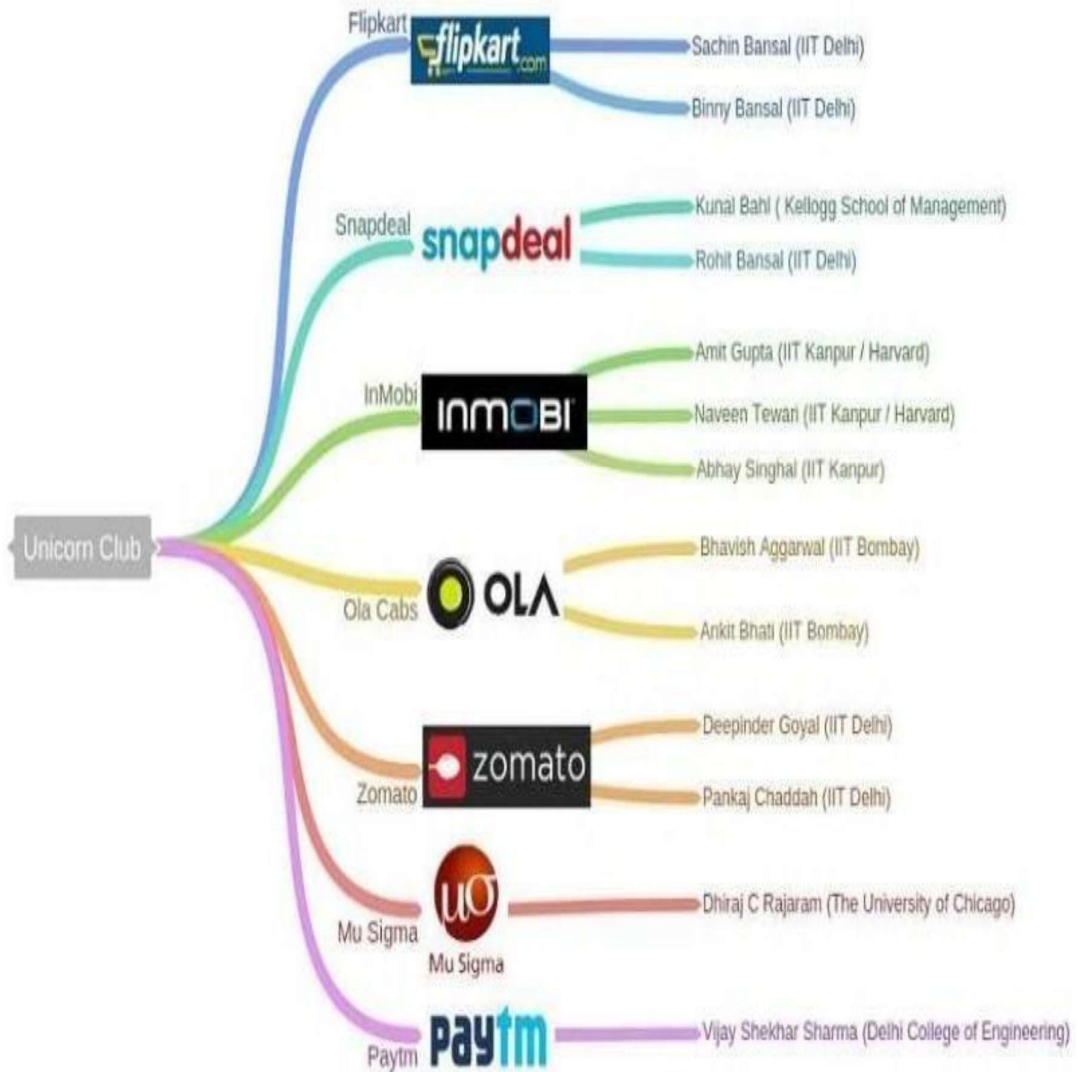 Unicorn Club
Flipkart
flipkart.com
Sachin Bansal (IIT Delhi)
Binny Bansal (IIT Delhi)
Snapdeal
snapdeal
Kunal Bahl ( Kellogg School of Management)
Rohit Bansal (IIT Delhi)
InMobi
INMOBI
Amit Gupta (IIT Kanpur / Harvard)
Naveen Tewari (IIT Kanpur / Harvard)
Abhay Singhal (IIT Kanpur)
Ola Cabs
OLA
Bhavish Aggarwal (IIT Bombay)
Ankit Bhati (IIT Bombay)
Zomato
zomato
Deepinder Goyal (IIT Delhi)
Pankaj Chaddah (IIT Delhi)
Mu Sigma
μσ
Mu Sigma
Dhiraj C Rajaram (The University of Chicago)
Paytm
paytm
Vijay Shekhar Sharma (Delhi College of Engineering)